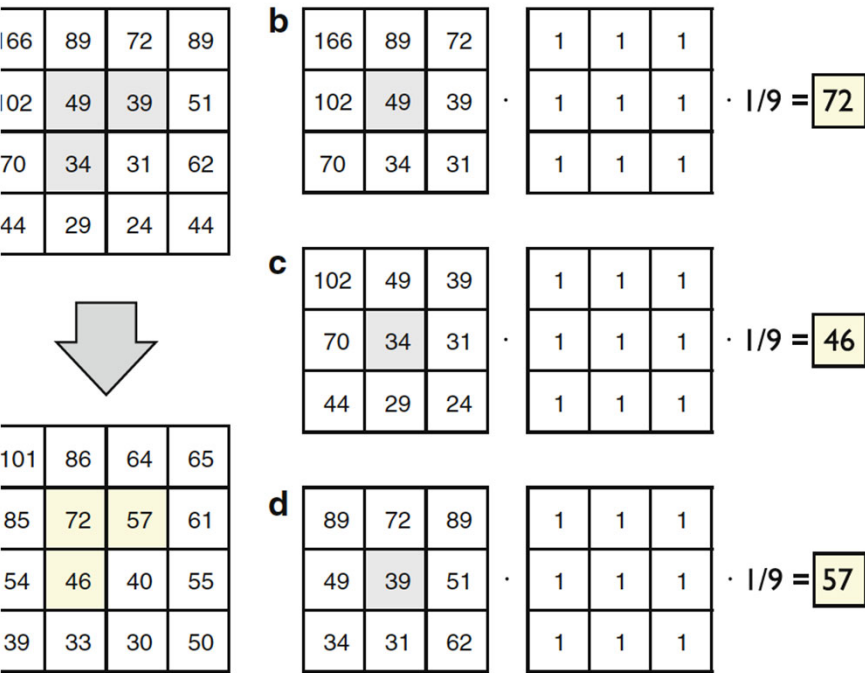 166 89 72 89
102 49 39 51
70 34 31 62
44 29 24 44
101 86 64 65
85 72 57 61
54 46 40 55
39 33 30 50
b
166 89 72 1 1 1
102 49 39 · 1 1 1 · 1/9 = 72
70 34 31 1 1 1
c
102 49 39 1 1 1
70 34 31 · 1 1 1 · 1/9 = 46
44 29 24 1 1 1
d
89 72 89 1 1 1
49 39 51 · 1 1 1 · 1/9 = 57
34 31 62 1 1 1